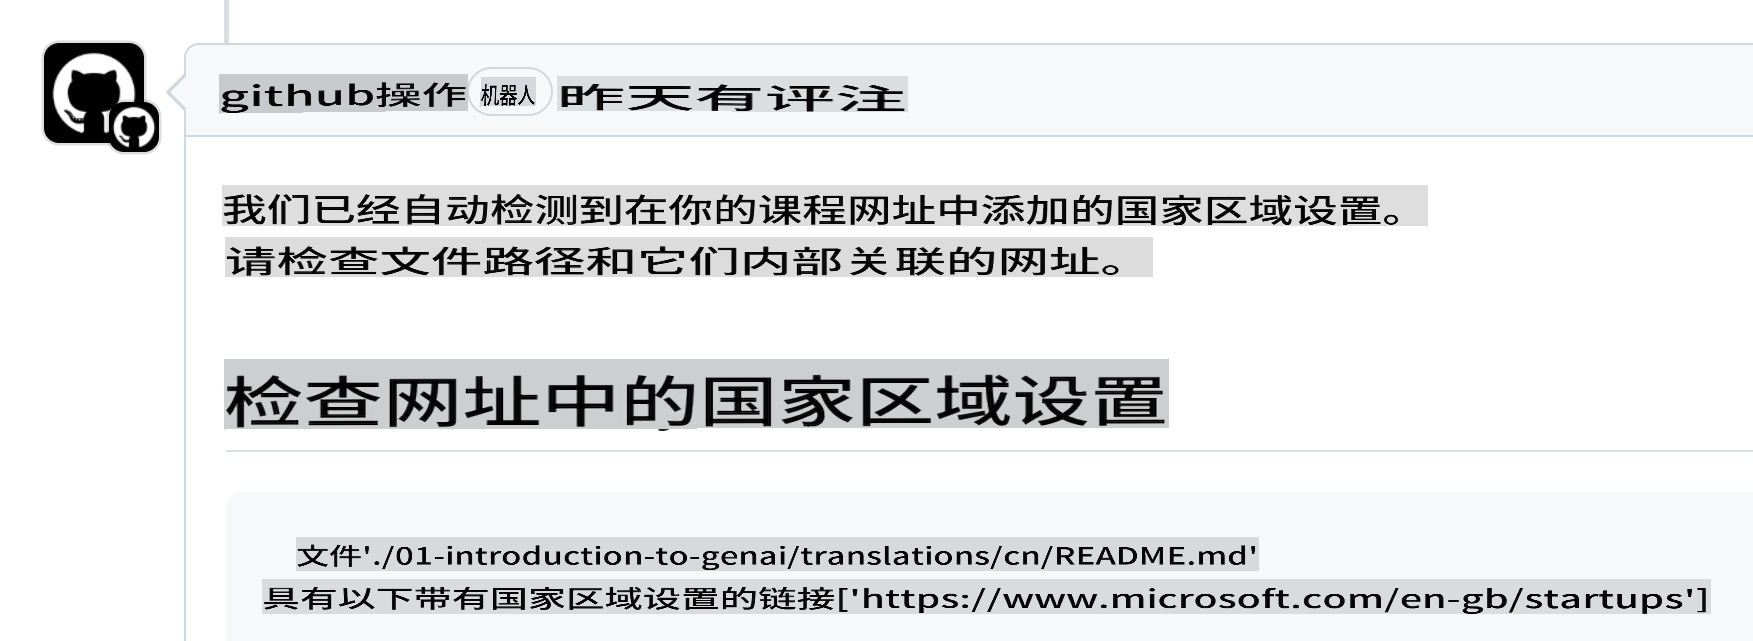 github操作 机器人 昨天有评注
我们已经自动检测到在你的课程网址中添加的国家区域设置。
请检查文件路径和它们内部关联的网址。
检查网址中的国家区域设置
文件'./01-introduction-to-genai/translations/cn/README.md'
具有以下带有国家区域设置的链接['https://www.microsoft.com/en-gb/startups']